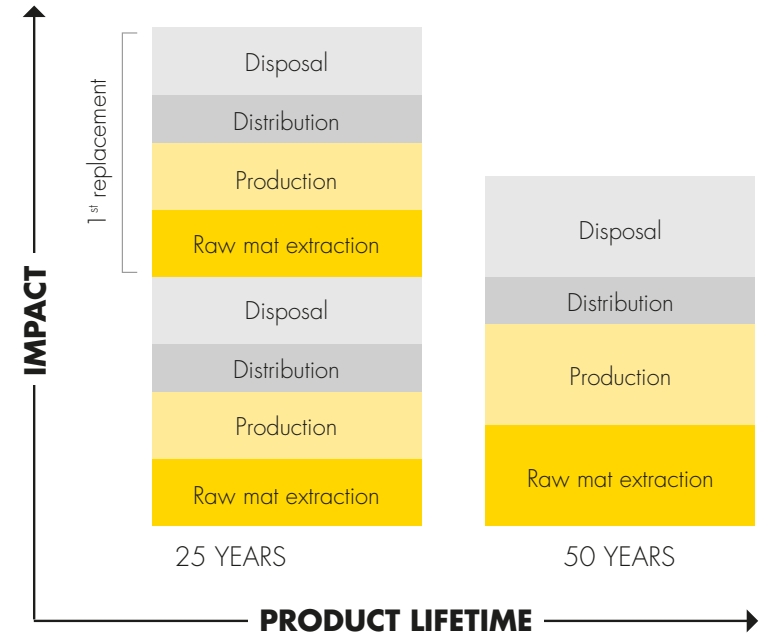 IMPACT
1st replacement
Disposal
Distribution
Production
Raw mat extraction
Disposal
Distribution
Production
Raw mat extraction
25 YEARS
Disposal
Distribution
Production
Raw mat extraction
50 YEARS
PRODUCT LIFETIME